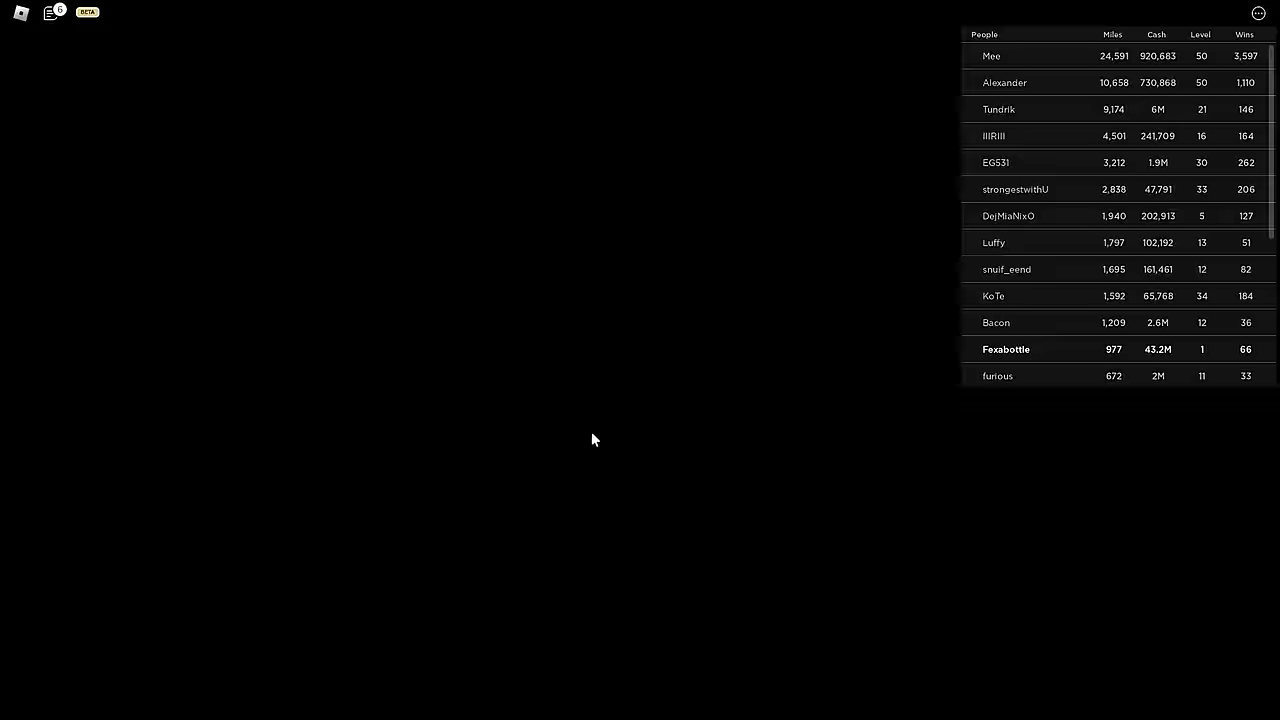 6
BETA
People Miles Cash Level Wins
Mee 24,591 920,683 50 3,597
Alexander 10,658 730,868 50 1,110
Tundrik 9,174 6M 21 146
EG531 3,212 1.9M 30 262
strongestwithU 2,838 47,791 33 206
DejMiaNixO 1,940 202,913 5 127
Luffy 1,797 102,192 13 51
snuif_eend 1,695 161,461 12 82
KoTe 1,592 65,768 34 184
Bacon 1,209 2.6M 12 36
Fexabottle 977 43.2M 1 66
furious 672 2M 11 33
4,501 241,709 16 164